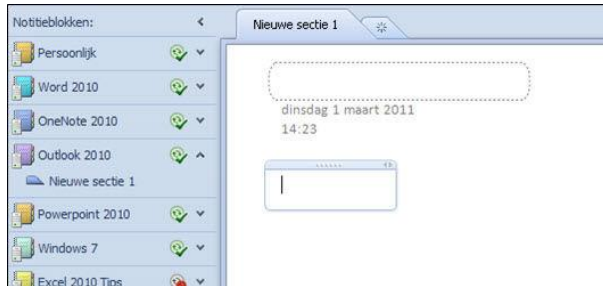 Notitieblokken:
Persoonlijk
Word 2010
OneNote 2010
Outlook 2010
Nieuwe sectie 1
Powerpoint 2010
Windows 7
Excel 2010 Tips
Nieuwe sectie 1
dinsdag 1 maart 2011
14:23